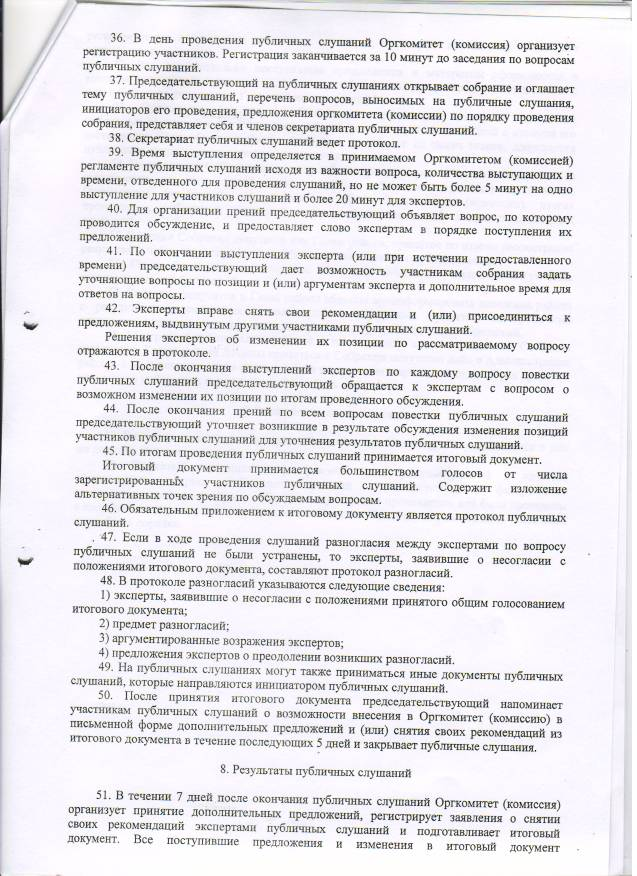 36. В день проведения публичных слушаний Оргкомитет (комиссия) организует
регистрацию участников. Регистрация заканчивается за 10 минут до заседания по вопросам
публичных слушаний.
37. Председательствующий на публичных слушаниях открывает собрание и оглашает
тему публичных слушаний, перечень вопросов, выносимых на публичные слушания,
инициаторов его проведения, предложения оргкомитета (комиссии) по порядку проведения
собрания, представляет себя и членов секретариата публичных слушаний.
38. Секретариат публичных слушаний ведет протокол.
39. Время выступления определяется в принимаемом Оргкомитетом (комиссией)
регламенте публичных слушаний исходя из важности вопроса, количества выступающих и
времени, отведенного для проведения слушаний, но не может быть более 5 минут на одно
выступление для участников слушаний и более 20 минут для экспертов.
40. Для организации прений председательствующий объявляет вопрос, по которому
проводится обсуждение, и предоставляет слово экспертам в порядке поступления их
предложений.
41. По окончании выступления эксперта (или при истечении предоставленного
времени) председательствующий дает возможность участникам собрания задать
уточняющие вопросы по позиции и (или) аргументам эксперта и дополнительное время для
ответов на вопросы.
42. Эксперты вправе снять свои рекомендации и (или) присоединиться к
предложениям, выдвинутым другими участниками публичных слушаний.
Решения экспертов об изменении их позиции по рассматриваемому вопросу
отражаются в протоколе.
43. После окончания выступлений экспертов по каждому вопросу повестки
публичных слушаний председательствующий обращается к экспертам с вопросом о
возможном изменении их позиции по итогам проведенного обсуждения.
44. После окончания прений по всем вопросам повестки публичных слушаний
председательствующий уточняет возникшие в результате обсуждения изменения позиций
участников публичных слушаний для уточнения результатов публичных слушаний.
45. По итогам проведения публичных слушаний принимается итоговый документ.
Итоговый документ принимается большинством голосов от числа
зарегистрированных участников публичных слушаний. Содержит изложение
альтернативных точек зрения по обсуждаемым вопросам.
46. Обязательным приложением к итоговому документу является протокол публичных
слушаний.
47. Если в ходе проведения слушаний разногласия между экспертами по вопросу
публичных слушаний не были устранены, то эксперты, заявившие о несогласии с
положениями итогового документа, составляют протокол разногласий.
48. В протоколе разногласий указываются следующие сведения:
1) эксперты, заявившие о несогласии с положениями принятого общим голосованием
итогового документа;
2) предмет разногласий;
3) аргументированные возражения экспертов;
4) предложения экспертов о преодолении возникших разногласий.
49. На публичных слушаниях могут также приниматься иные документы публичных
слушаний, которые направляются инициатором публичных слушаний.
50. После принятия итогового документа председательствующий напоминает
участникам публичных слушаний о возможности внесения в Оргкомитет (комиссию) в
письменной форме дополнительных предложений и (или) снятия своих рекомендаций из
итогового документа в течение последующих 5 дней и закрывает публичные слушания.
8. Результаты публичных слушаний
51. В течении 7 дней после окончания публичных слушаний Оргкомитет (комиссия)
организует принятие дополнительных предложений, регистрирует заявления о снятии
своих рекомендаций экспертами публичных слушаний и подготавливает итоговый
документ. Все поступившие предложения и изменения в итоговый документ